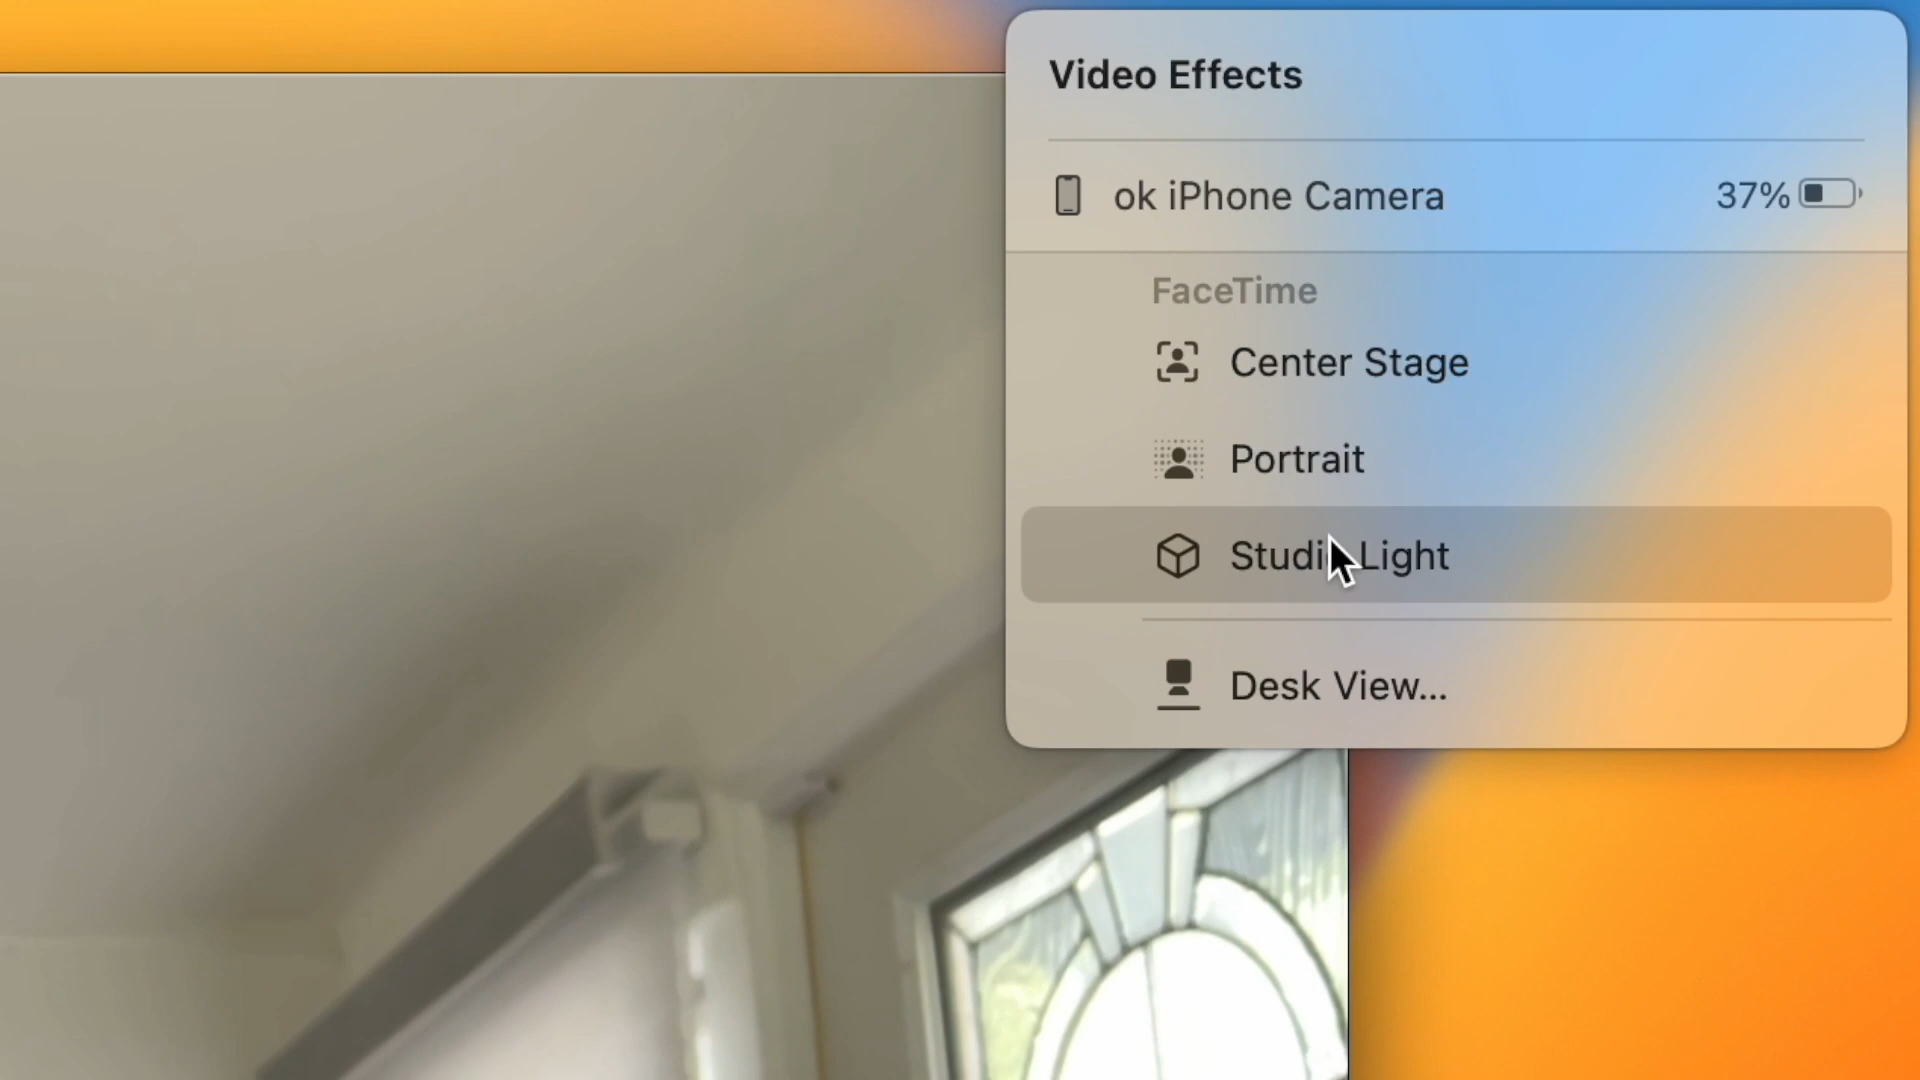 Video Effects
ok iPhone Camera 37%
FaceTime
Center Stage
Portrait
Studio Light
Desk View...